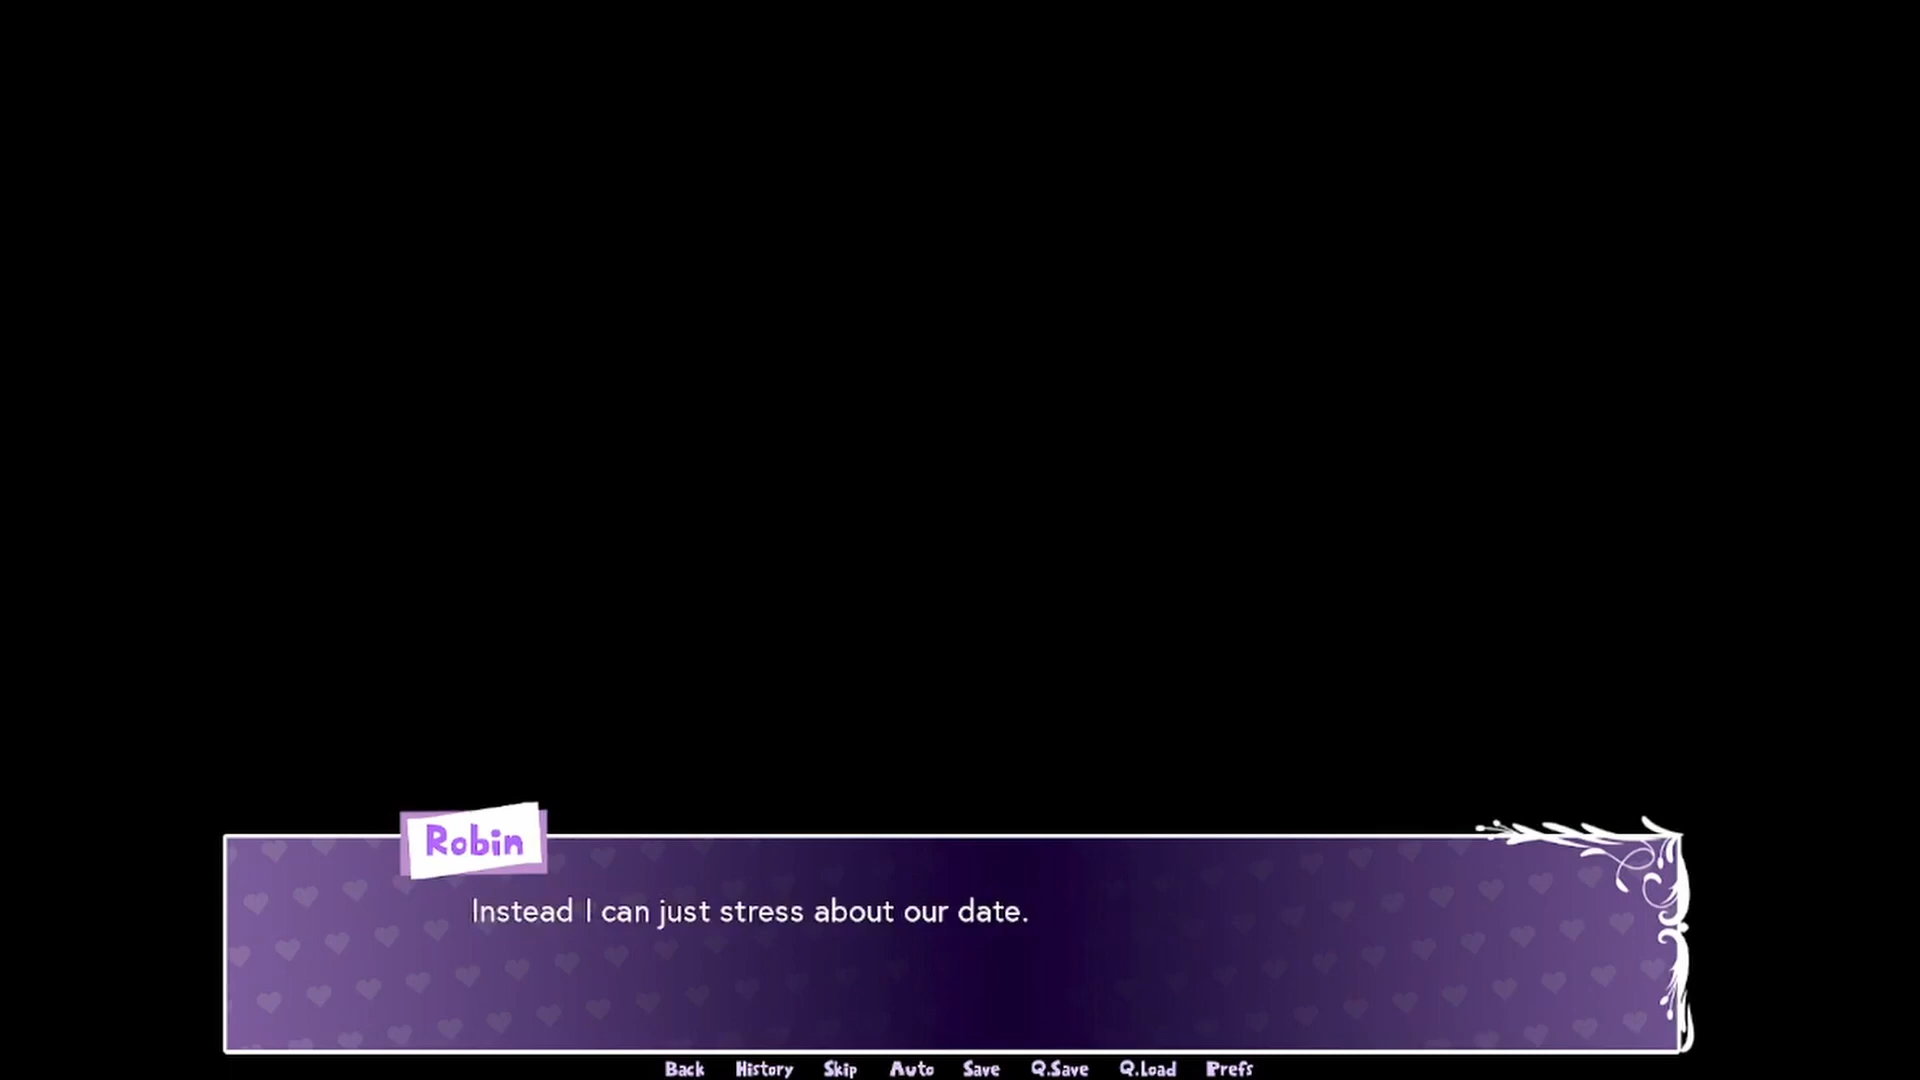 Robin
Instead I can just stress about our date.
Back History Skip Auto Save Q.Save Q.Load Prefs